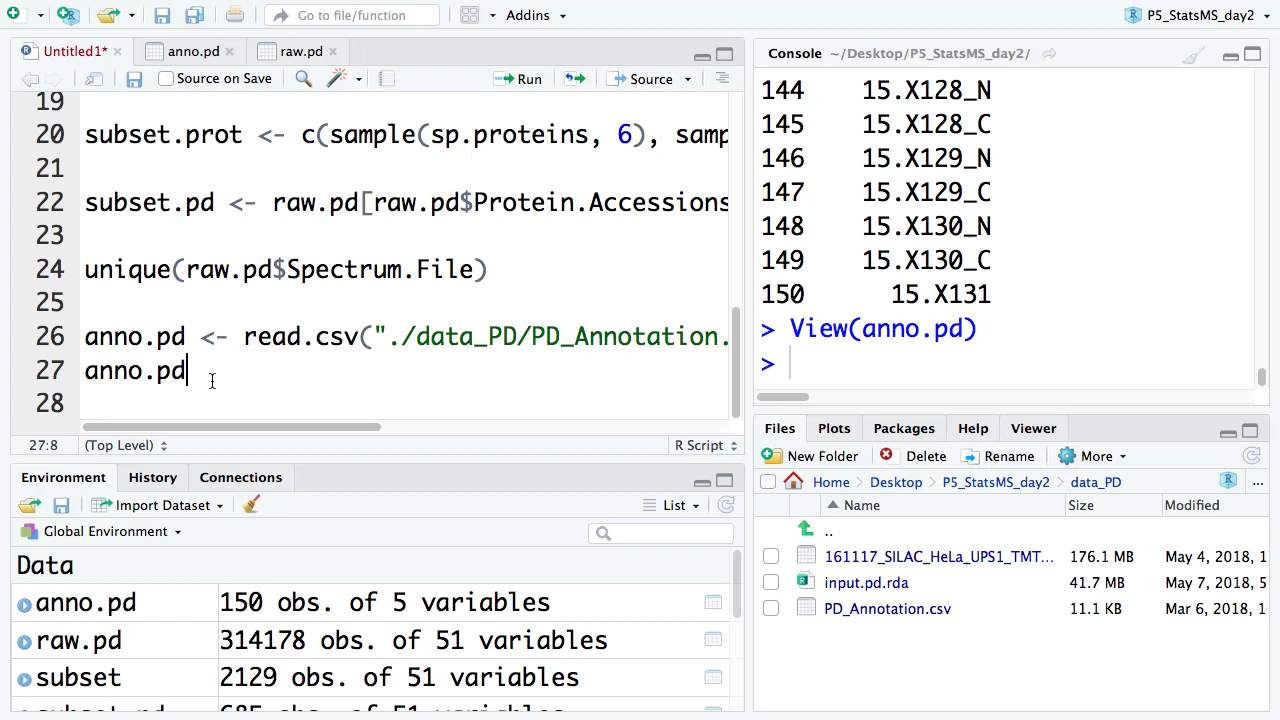 Go to file/function
Addins
P5_StatsMS_day2
Untitled1*
anno.pd
raw.pd
Source on Save
Run
Source
19
20 subset.prot <- c(sample(sp.proteins, 6), samp
21
22 subset.pd <- raw.pd[raw.pd$Protein.Accessions
23
24 unique(raw.pd$Spectrum.File)
25
26 anno.pd <- read.csv("./data_PD/PD_Annotation.
27 anno.pd
28
27:8 (Top Level) R Script
Console ~/Desktop/P5_StatsMS_day2/
144 15.X128_N
145 15.X128_C
146 15.X129_N
147 15.X129_C
148 15.X130_N
149 15.X130_C
150 15.X131
> View(anno.pd)
>
Environment History Connections
Import Dataset List
Global Environment
Data
anno.pd 150 obs. of 5 variables
raw.pd 314178 obs. of 51 variables
subset 2129 obs. of 51 variables
Files Plots Packages Help Viewer
New Folder Delete Rename More
Home Desktop P5_StatsMS_day2 data_PD ...
Name Size Modified
..
161117_SILAC_HeLa_UPS1_TMT... 176.1 MB May 4, 2018, 1
input.pd.rda 41.7 MB May 7, 2018, 5
PD_Annotation.csv 11.1 KB Mar 6, 2018, 1